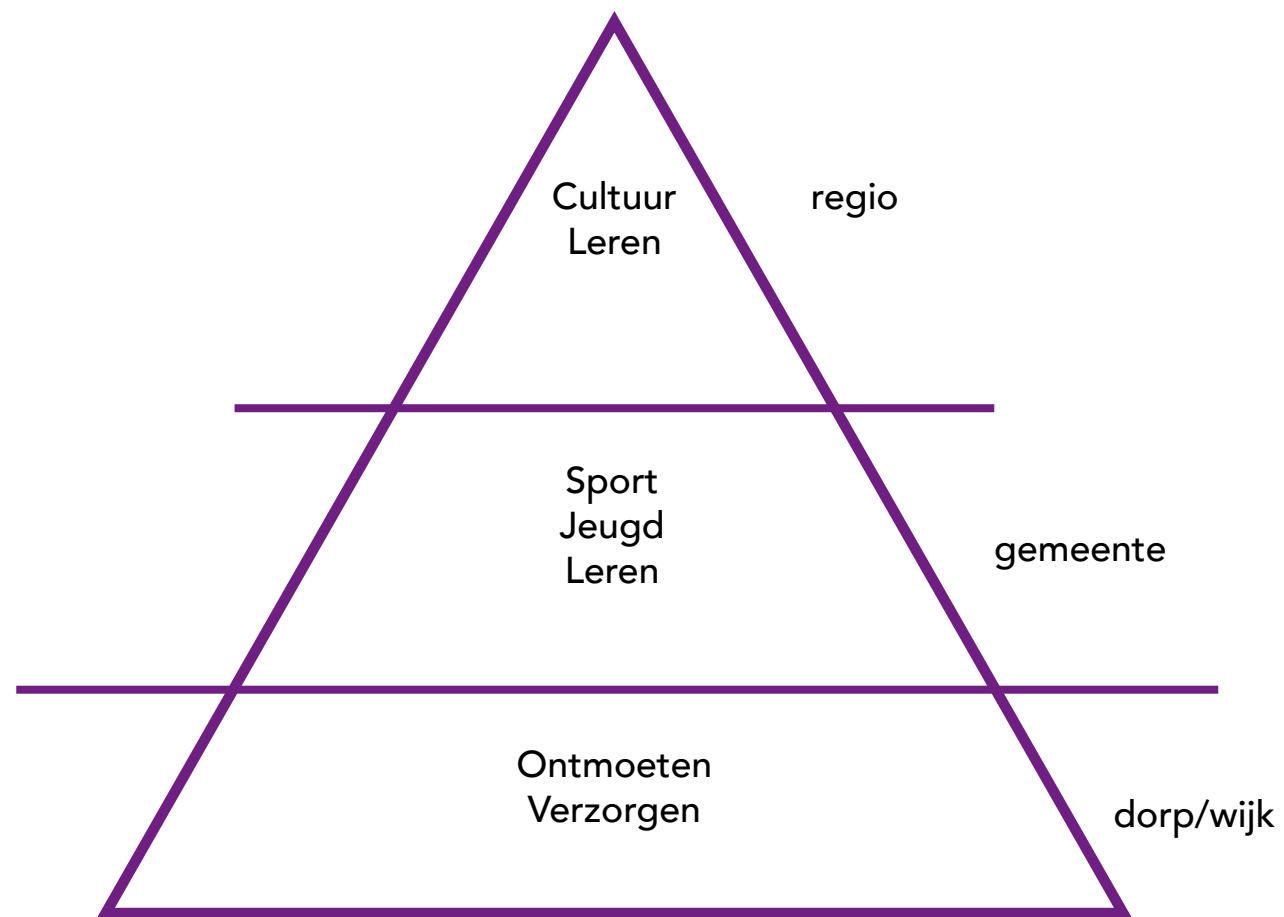 Cultuur
Leren
regio
Sport
Jeugd
Leren
gemeente
Ontmoeten
Verzorgen
dorp/wijk